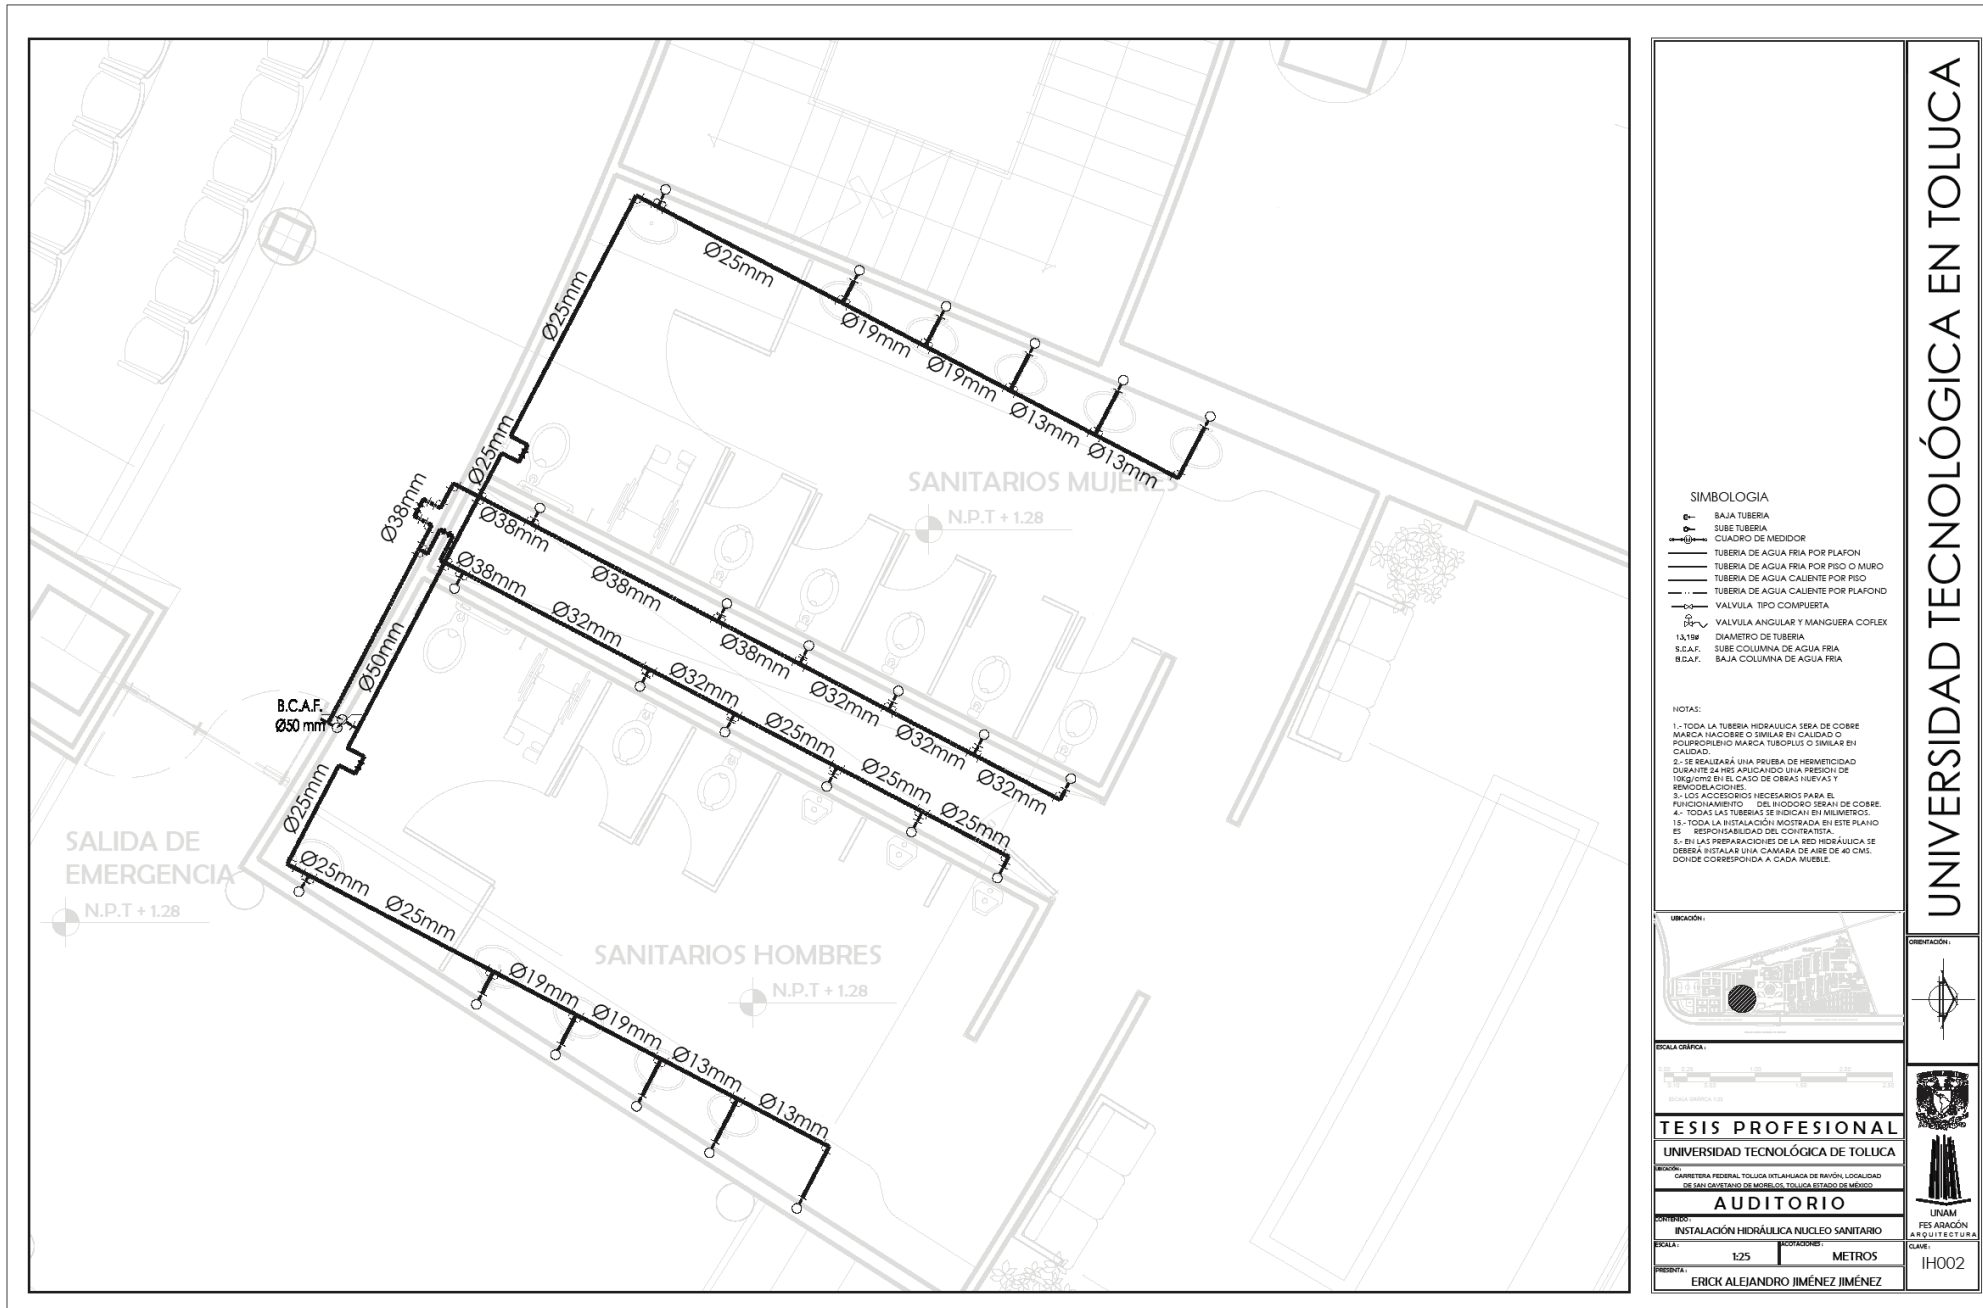 Ø25mm
Ø25mm
Ø19mm
Ø19mm
Ø13mm
Ø13mm
Ø25mm
Ø38mm
SANITARIOS MUJERES
N.P.T + 1.28
Ø38mm
Ø38mm
Ø38mm
Ø32mm
Ø32mm
Ø32mm
Ø38mm
Ø32mm
Ø32mm
Ø25mm
Ø25mm
Ø25mm
Ø50mm
B.C.A.F.
Ø50 mm
Ø25mm
SALIDA DE
EMERGENCIA
N.P.T + 1.28
Ø25mm
Ø25mm
Ø19mm
Ø19mm
Ø13mm
Ø13mm
SANITARIOS HOMBRES
N.P.T + 1.28
SIMBOLOGIA
BAJA TUBERIA
SUBE TUBERIA
CUADRO DE MEDIDOR
TUBERIA DE AGUA FRIA POR PLAFON
TUBERIA DE AGUA FRIA POR PISO O MURO
TUBERIA DE AGUA CALIENTE POR PISO
TUBERIA DE AGUA CALIENTE POR PLAFOND
VALVULA TIPO COMPUERTA
VALVULA ANGULAR Y MANGUERA COFLEX
13,19ø DIAMETRO DE TUBERIA
S.C.A.F. SUBE COLUMNA DE AGUA FRIA
B.C.A.F. BAJA COLUMNA DE AGUA FRIA
NOTAS:
1.- TODA LA TUBERIA HIDRAULICA SERA DE COBRE
MARCA NACOBRE O SIMILAR EN CALIDAD O
POLIPROPILENO MARCA TUBOPLUS O SIMILAR EN
CALIDAD.
2.- SE REALIZARÁ UNA PRUEBA DE HERMETICIDAD
DURANTE 24 HRS APLICANDO UNA PRESION DE
10Kg/cm2 EN EL CASO DE OBRAS NUEVAS Y
REMODELACIONES.
3.- LOS ACCESORIOS NECESARIOS PARA EL
FUNCIONAMIENTO DEL INODORO SERAN DE COBRE.
4.- TODAS LAS TUBERIAS SE INDICAN EN MILIMETROS.
15.- TODA LA INSTALACIÓN MOSTRADA EN ESTE PLANO
ES RESPONSABILIDAD DEL CONTRATISTA.
5.- EN LAS PREPARACIONES DE LA RED HIDRÁULICA SE
DEBERÁ INSTALAR UNA CAMARA DE AIRE DE 40 CMS.
DONDE CORRESPONDA A CADA MUEBLE.
UBICACIÓN :
ESCALA GRÁFICA :
TESIS PROFESIONAL
UNIVERSIDAD TECNOLÓGICA DE TOLUCA
UBICACIÓN :
CARRETERA FEDERAL TOLUCA IXTLAHUACA DE RAYÓN, LOCALIDAD
DE SAN CAYETANO DE MORELOS, TOLUCA ESTADO DE MÉXICO
AUDITORIO
CONTENIDO :
INSTALACIÓN HIDRÁULICA NUCLEO SANITARIO
ESCALA :
1:25
ACOTACIONES :
METROS
PRESENTA :
ERICK ALEJANDRO JIMÉNEZ JIMÉNEZ
UNIVERSIDAD TECNOLÓGICA EN TOLUCA
ORIENTACIÓN :
UNAM
FES ARAGÓN
ARQUITECTURA
CLAVE :
IH002